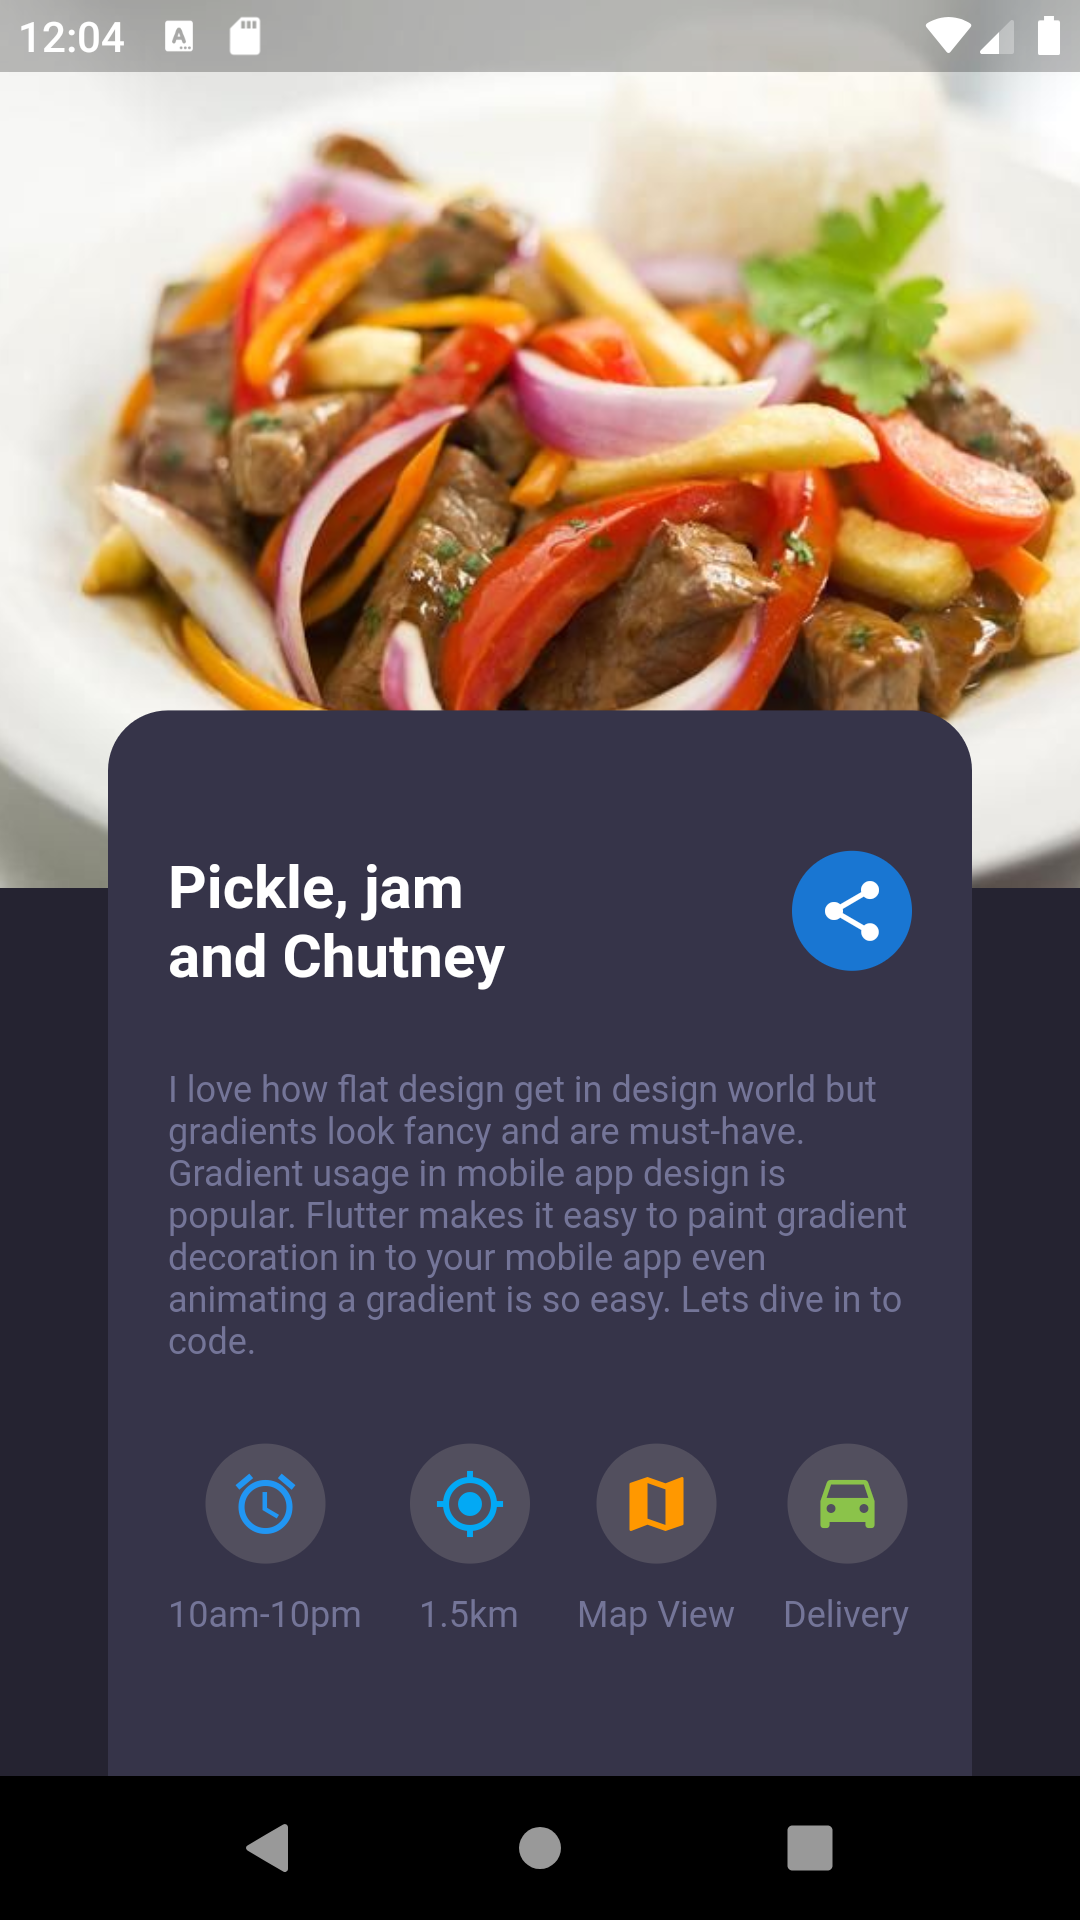 12:04
Pickle, jam
and Chutney
I love how flat design get in design world but
gradients look fancy and are must-have.
Gradient usage in mobile app design is
popular. Flutter makes it easy to paint gradient
decoration in to your mobile app even
animating a gradient is so easy. Lets dive in to
code.
10am-10pm 1.5km Map View Delivery